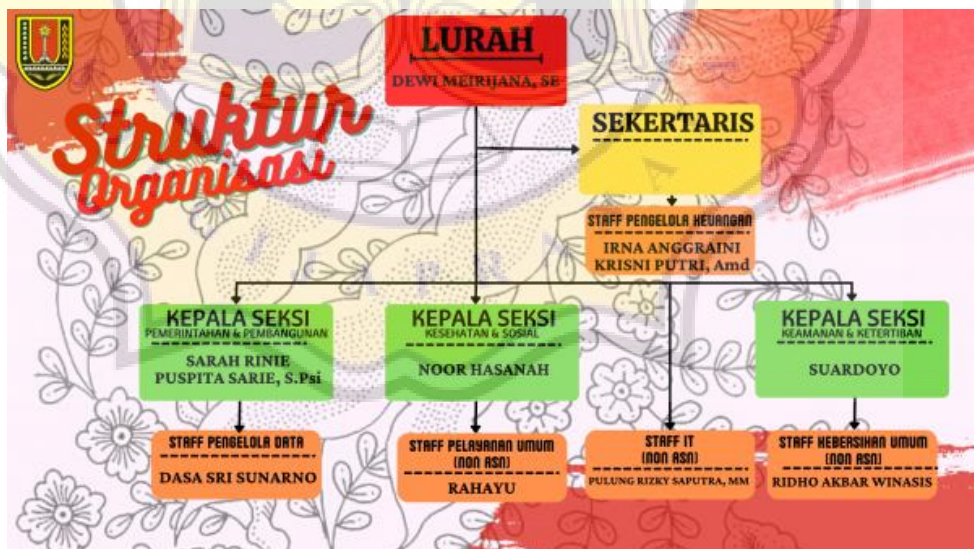 Struktur
Organisasi
LURAH
DEWI MEIRIJANA, SE
SEKERTARIS
STAFF PENGELOLA KEUANGAN
IRNA ANGGRAINI
KRISNI PUTRI, Amd
KEPALA SEKSI
PEMERINTAHAN & PEMBANGUNAN
SARAH RINIE
PUSPITA SARIE, S.Psi
KEPALA SEKSI
KESEHATAN & SOSIAL
NOOR HASANAH
KEPALA SEKSI
KEAMANAN & KETERTIBAN
SUARDOYO
STAFF PENGELOLA DATA
DASA SRI SUNARNO
STAFF PELAYANAN UMUM
(NON ASN)
RAHAYU
STAFF IT
(NON ASN)
PULUNG RIZKY SAPUTRA, MM
STAFF KEBERSIHAN UMUM
(NON ASN)
RIDHO AKBAR WINASIS